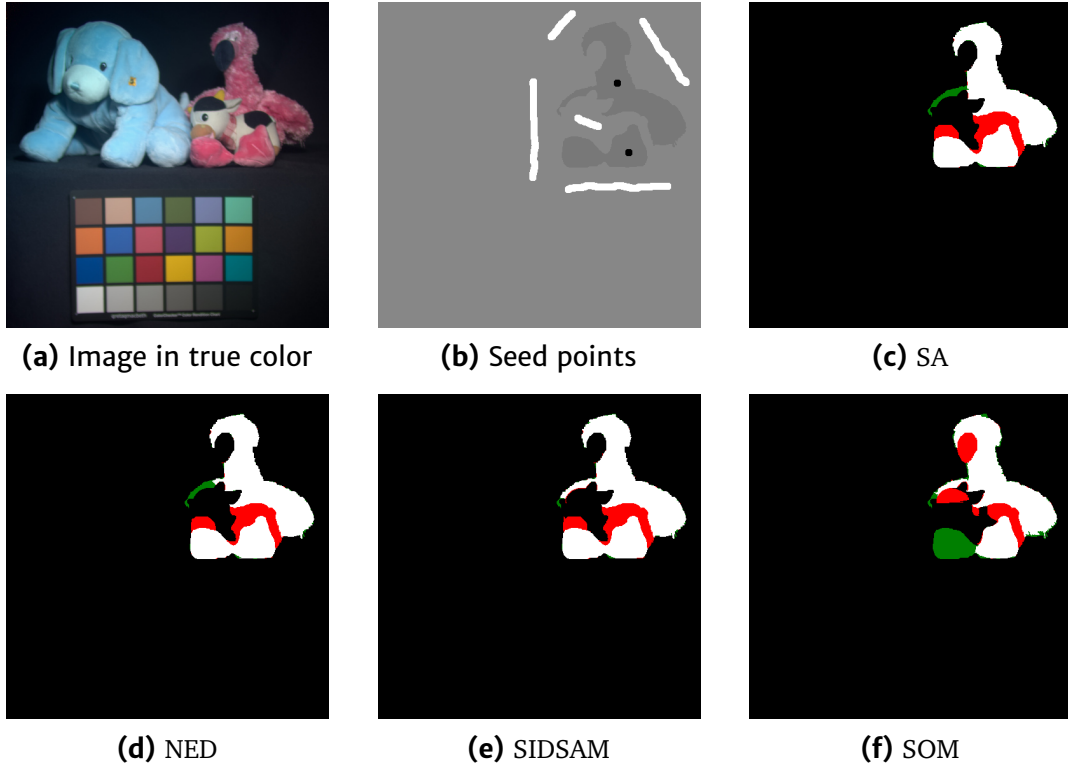 (a) Image in true color
(b) Seed points
(c) SA
(d) NED
(e) SIDSAM
(f) SOM